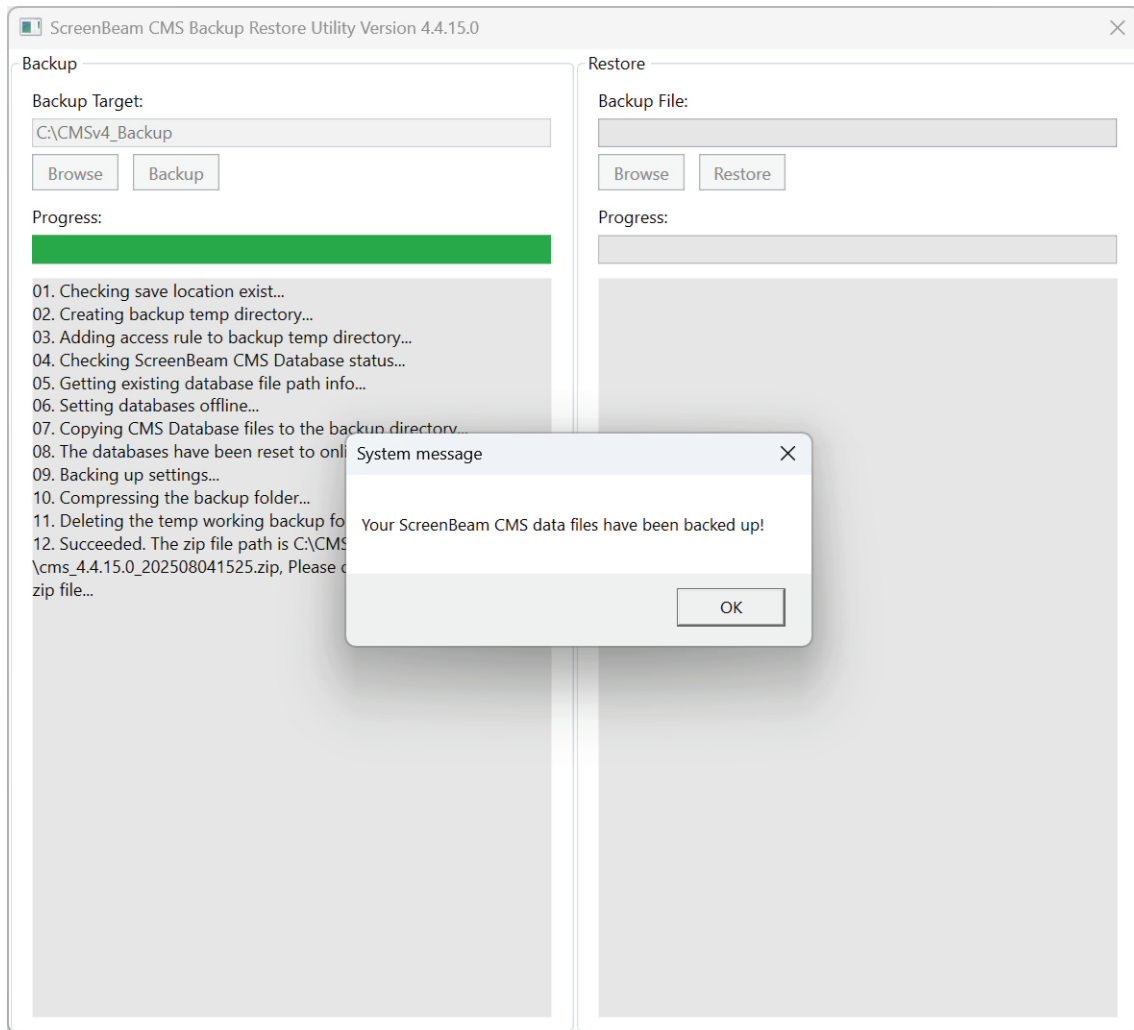 ScreenBeam CMS Backup Restore Utility Version 4.4.15.0
Backup
Backup Target:
C:\CMSv4_Backup
Browse
Backup
Progress:
01. Checking save location exist...
02. Creating backup temp directory...
03. Adding access rule to backup temp directory...
04. Checking ScreenBeam CMS Database status...
05. Getting existing database file path info...
06. Setting databases offline...
07. Copying CMS Database files to the backup directory...
08. The databases have been reset to
09. Backing up settings...
10. Compressing the backup folder...
11. Deleting the temp working backup
12. Succeeded. The zip file path is
\cms_4.4.15.0_202508041525.zip, Please
zip file...
Restore
Backup File:
Browse
Restore
Progress:
System message
Your ScreenBeam CMS data files have been backed up!
OK